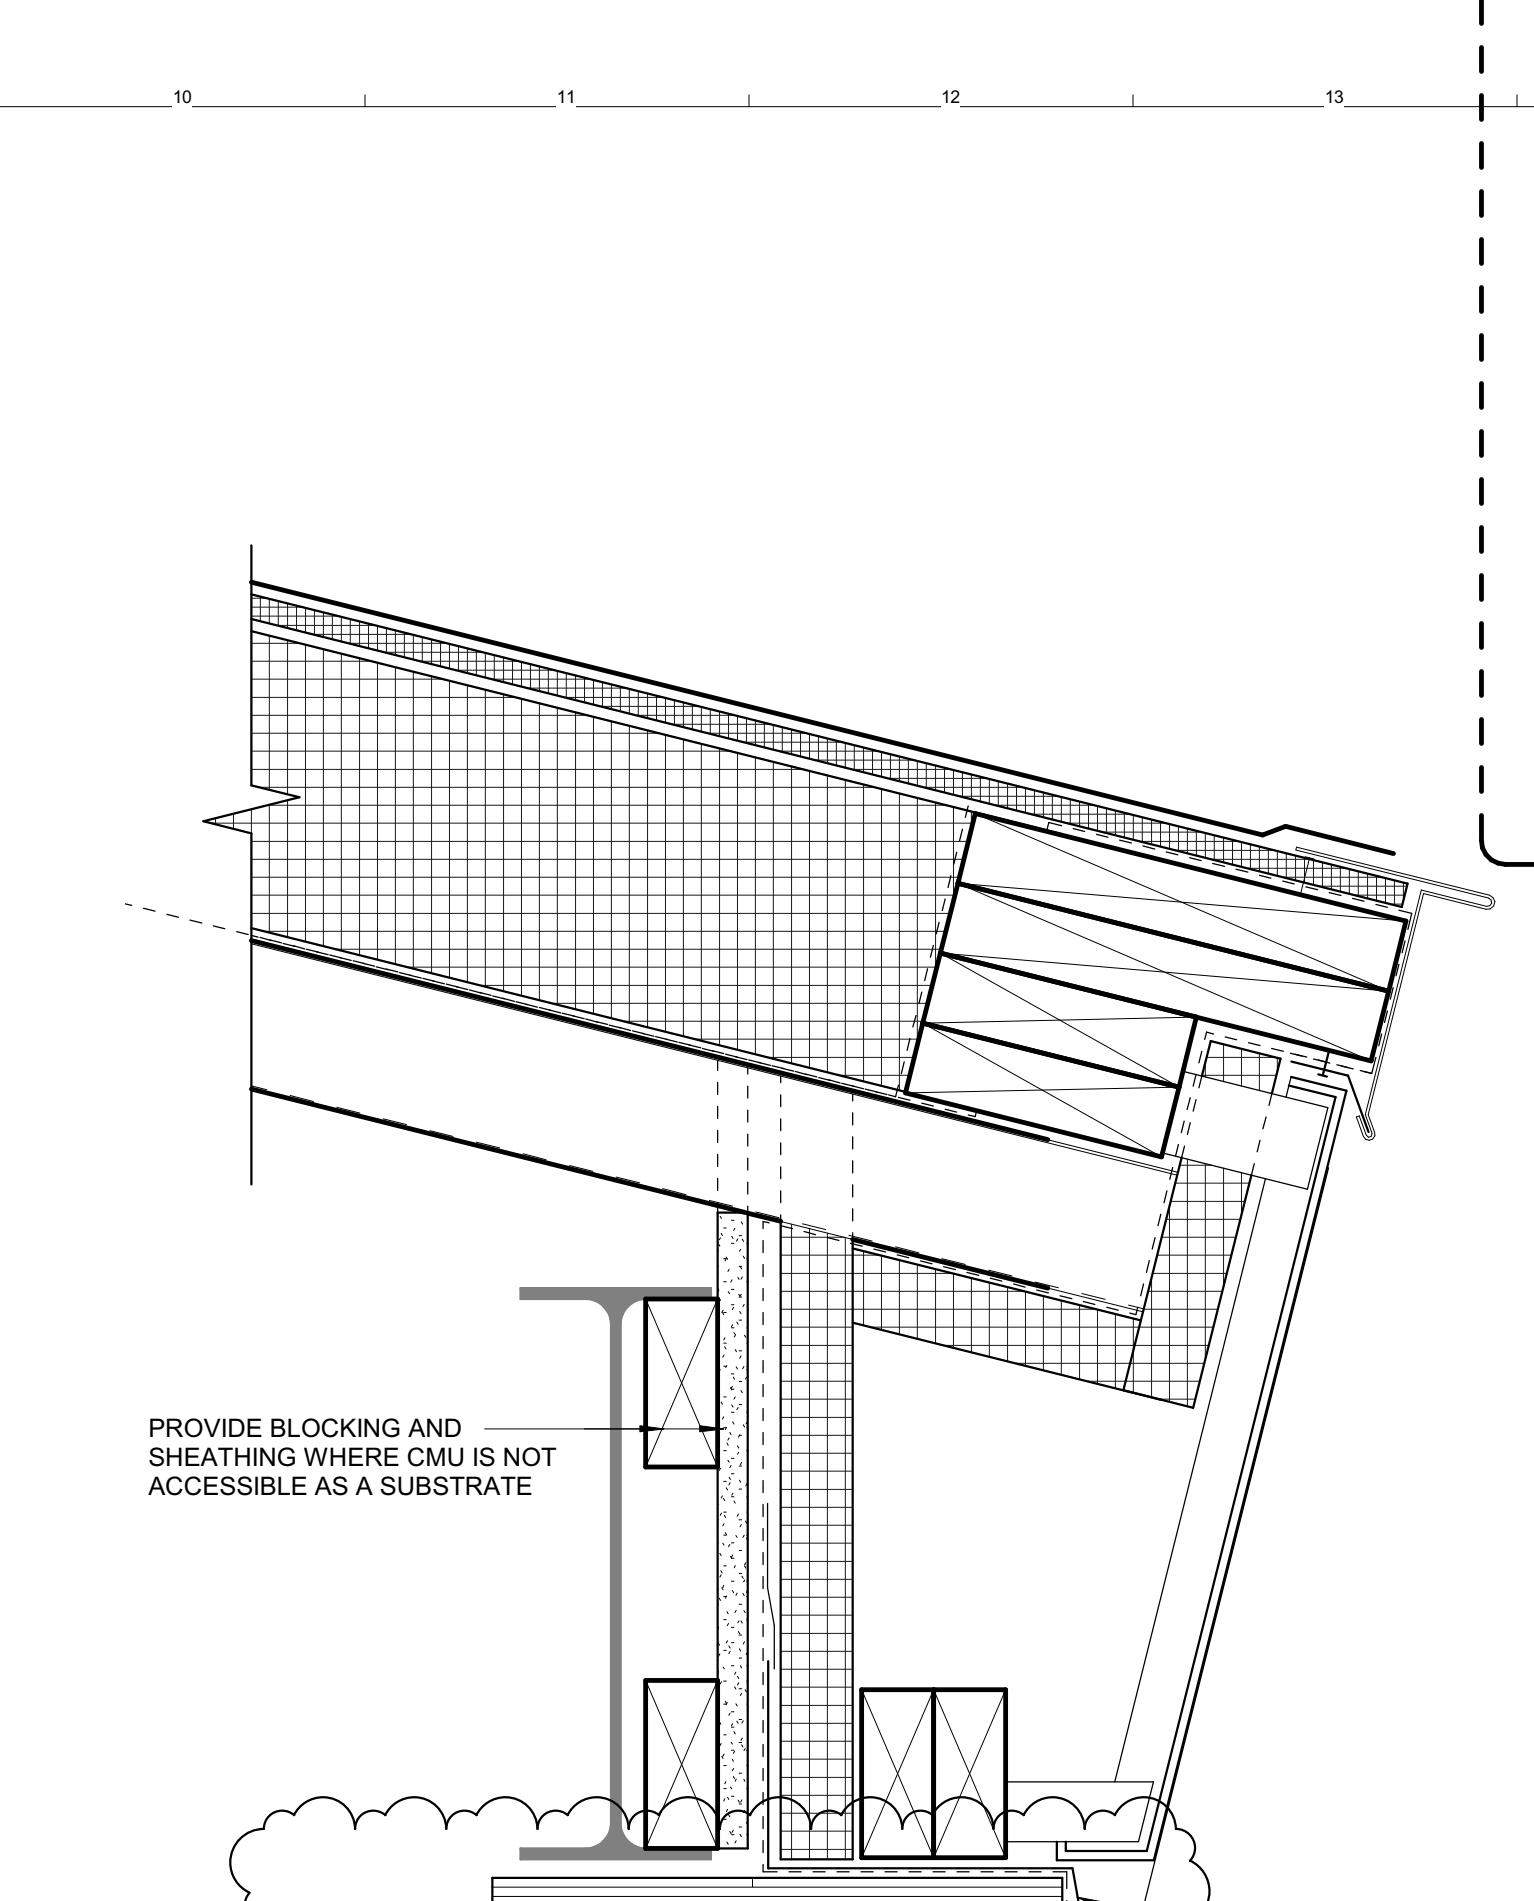 10
11
12
13
PROVIDE BLOCKING AND
SHEATHING WHERE CMU IS NOT
ACCESSIBLE AS A SUBSTRATE